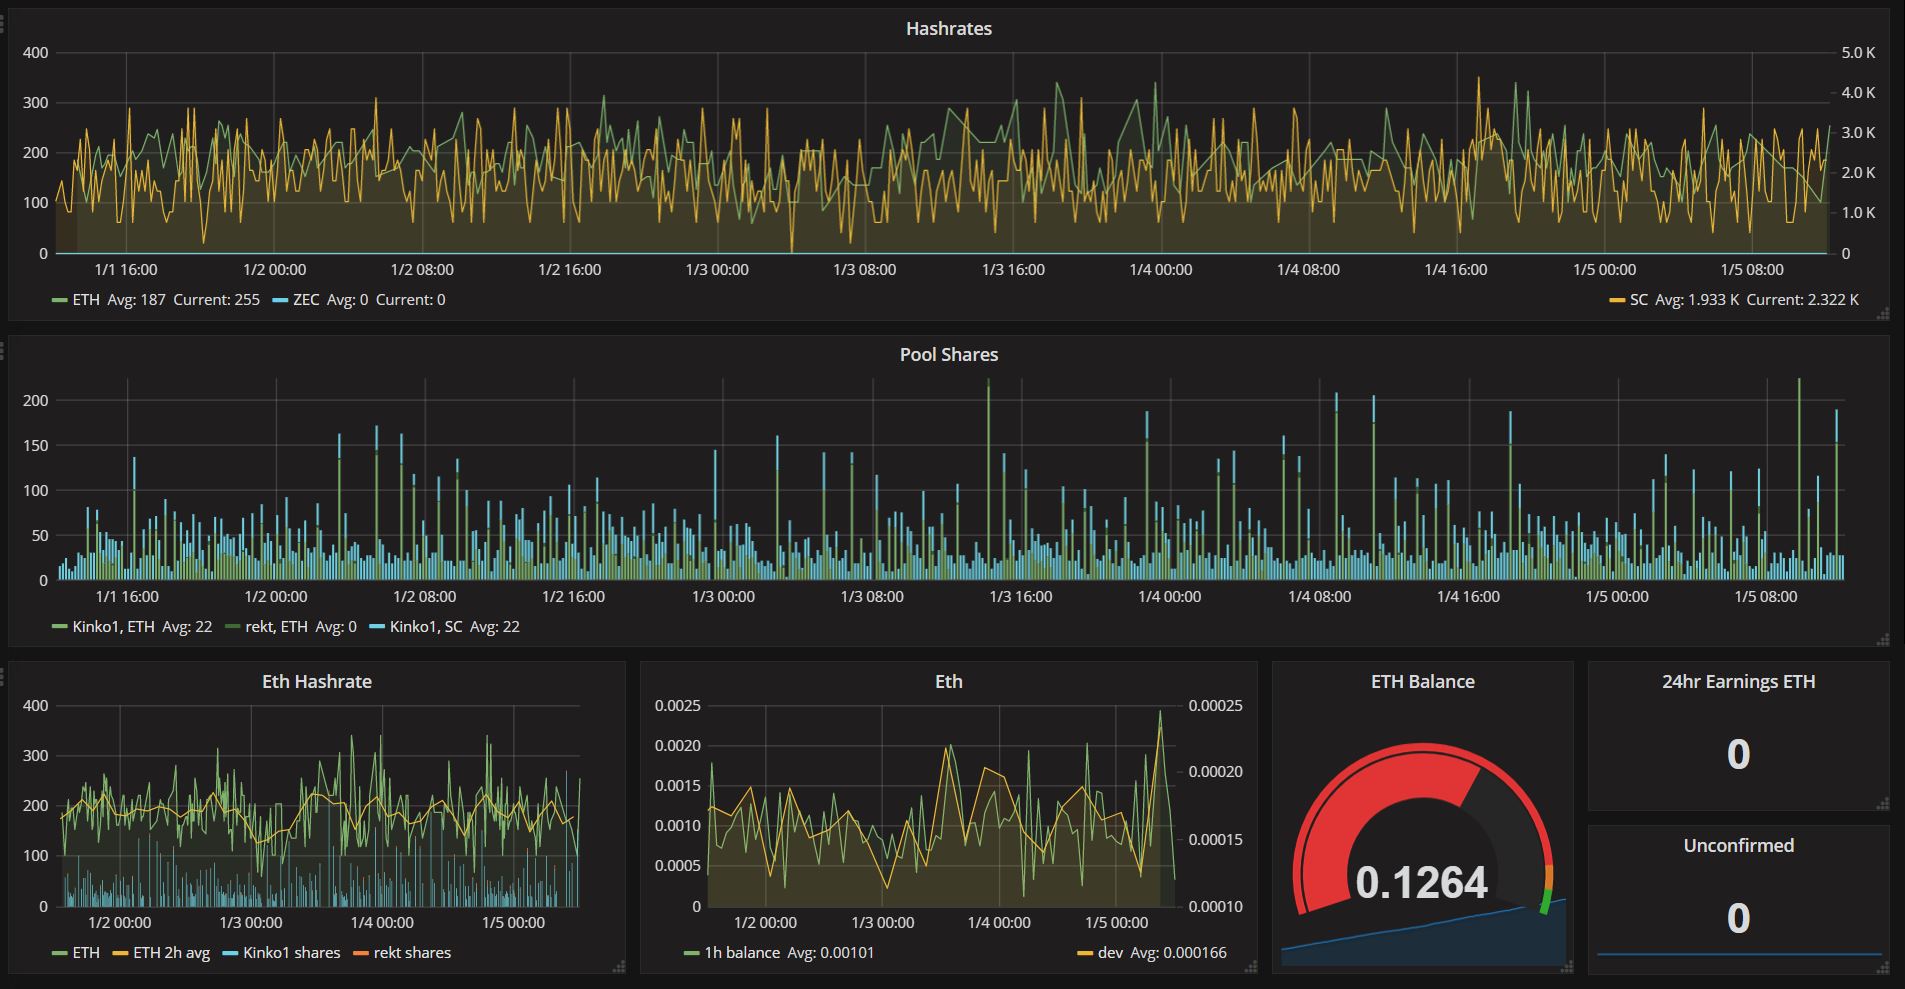 Hashrates
400
300
200
100
0
5.0 K
4.0 K
3.0 K
2.0 K
1.0 K
0
1/1 16:00 1/2 00:00 1/2 08:00 1/2 16:00 1/3 00:00 1/3 08:00 1/3 16:00 1/4 00:00 1/4 08:00 1/4 16:00 1/5 00:00 1/5 08:00
ETH Avg: 187 Current: 255 ZEC Avg: 0 Current: 0 SC Avg: 1.933 K Current: 2.322 K
Pool Shares
200
150
100
50
0
1/1 16:00 1/2 00:00 1/2 08:00 1/2 16:00 1/3 00:00 1/3 08:00 1/3 16:00 1/4 00:00 1/4 08:00 1/4 16:00 1/5 00:00 1/5 08:00
Kinko1, ETH Avg: 22 rekt, ETH Avg: 0 Kinko1, SC Avg: 22
Eth Hashrate
400
300
200
100
0
1/2 00:00 1/3 00:00 1/4 00:00 1/5 00:00
ETH ETH 2h avg Kinko1 shares rekt shares
Eth
0.0025
0.0020
0.0015
0.0010
0.0005
0
0.00025
0.00020
0.00015
0.00010
1/2 00:00 1/3 00:00 1/4 00:00 1/5 00:00
1h balance Avg: 0.00101 dev Avg: 0.000166
ETH Balance
0.1264
24hr Earnings ETH
0
Unconfirmed
0